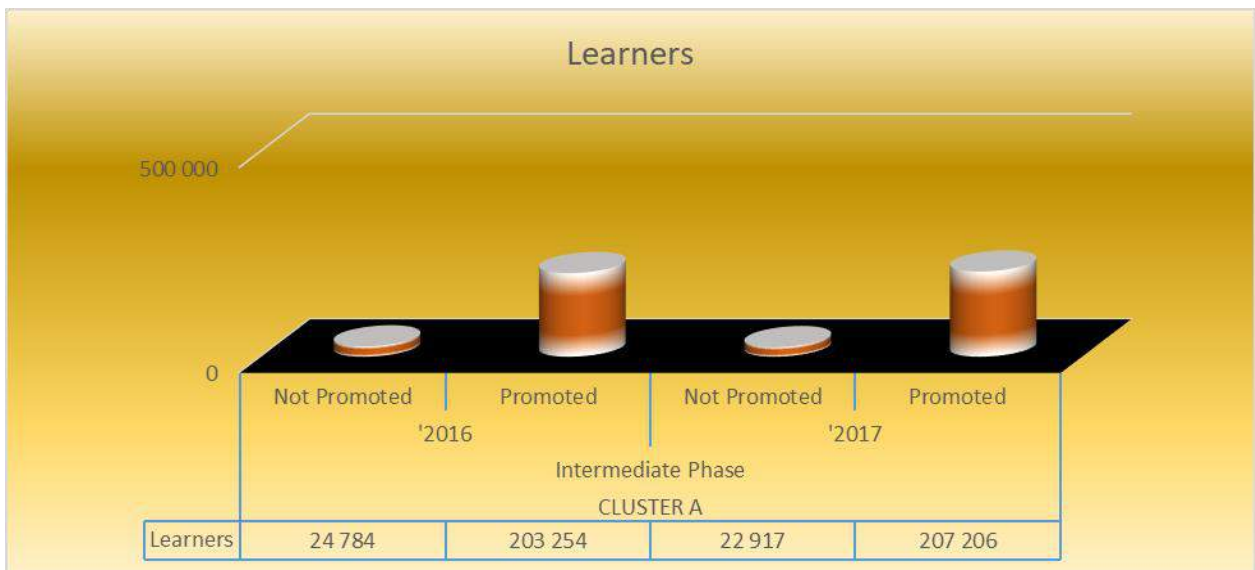 Learners
500 000
0
Not Promoted Promoted Not Promoted Promoted
'2016 '2017
Intermediate Phase
CLUSTER A
Learners 24 784 203 254 22 917 207 206